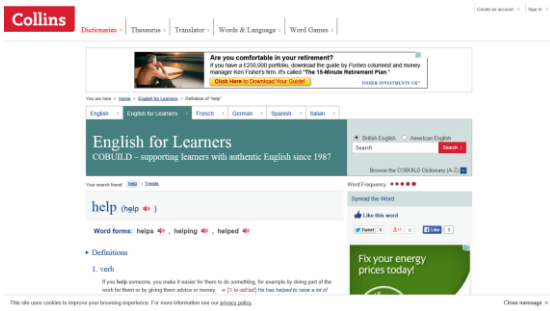 Create an account
Sign in
Collins
Dictionaries
Thesaurus
Translator
Words & Language
Word Games
Are you comfortable in your retirement?
If you have a £250,000 portfolio, download the guide by Forbes columnist and money
manager Ken Fisher's firm. It's called "The 15-Minute Retirement Plan."
Click Here to Download Your Guide!
FISHER INVESTMENTS UK
You are here > Home > English for Learners > Definition of "help"
English
English for Learners
French
German
Spanish
Italian
English for Learners
COBUILD – supporting learners with authentic English since 1987
British English American English
Search
Search
Browse the COBUILD Dictionary (A-Z)
Your search found: help | Trends
Word Frequency
help (help)
Word forms: helps , helping , helped
Spread the Word
Like this word
Tweet
Like
Definitions
1. verb
If you help someone, you make it easier for them to do something, for example by doing part of the
work for them or by giving them advice or money.
He has helped to raise a lot of
Fix your energy
prices today!
This site uses cookies to improve your browsing experience. For more information see our privacy policy.
Close message ×